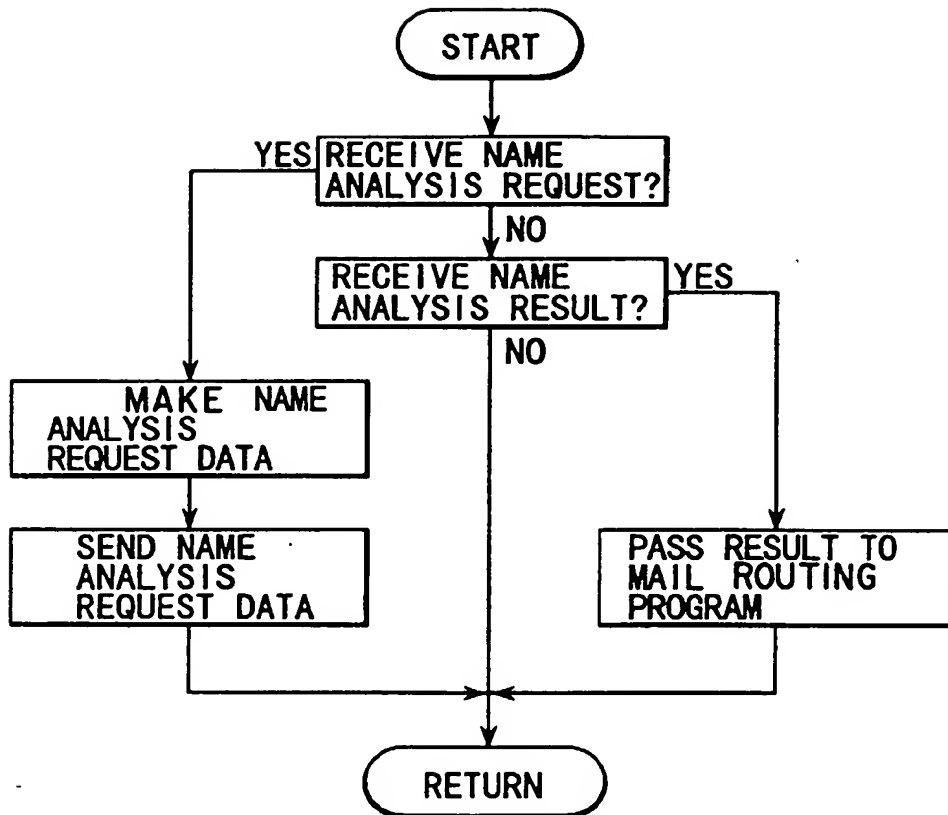 START
YES
RECEIVE NAME
ANALYSIS REQUEST?
NO
RECEIVE NAME
ANALYSIS RESULT?
YES
NO
MAKE NAME
ANALYSIS
REQUEST DATA
SEND NAME
ANALYSIS
REQUEST DATA
PASS RESULT TO
MAIL ROUTING
PROGRAM
RETURN